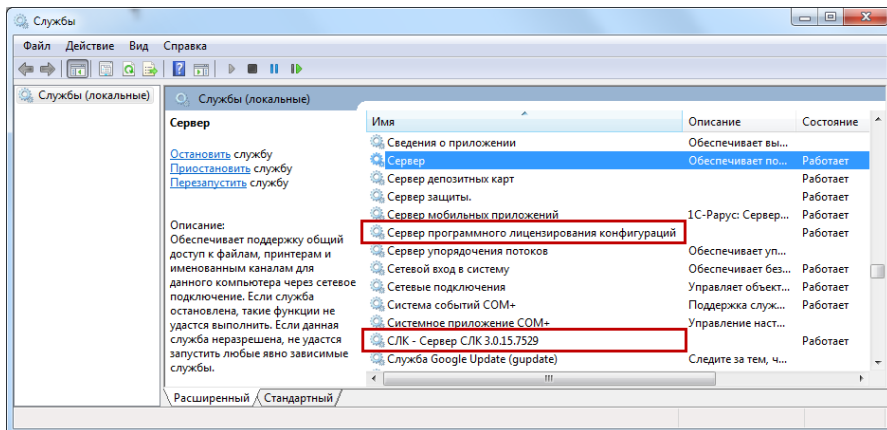 Службы
Файл Действие Вид Справка
Службы (локальные)
Службы (локальные)
Сервер
Остановить службу
Приостановить службу
Перезапустить службу
Описание:
Обеспечивает поддержку общий
доступ к файлам, принтерам и
именованным каналам для
данного компьютера через сетевое
подключение. Если служба
остановлена, такие функции не
удастся выполнить. Если данная
служба неразрешена, не удастся
запустить любые явно зависимые
службы.
Имя Описание Состояние
Сведения о приложении Обеспечивает вы...
Сервер Обеспечивает по... Работает
Сервер депозитных карт Работает
Сервер защиты. Работает
Сервер мобильных приложений 1С-Рарус: Сервер... Работает
Сервер программного лицензирования конфигураций Работает
Сервер упорядочения потоков Обеспечивает уп...
Сетевой вход в систему Обеспечивает без... Работает
Сетевые подключения Управляет объект... Работает
Система событий COM+ Поддержка служ... Работает
Системное приложение COM+ Управление наст...
СЛК - Сервер СЛК 3.0.15.7529 Работает
Служба Google Update (gupdate) Следите за тем, ч...
Расширенный Стандартный